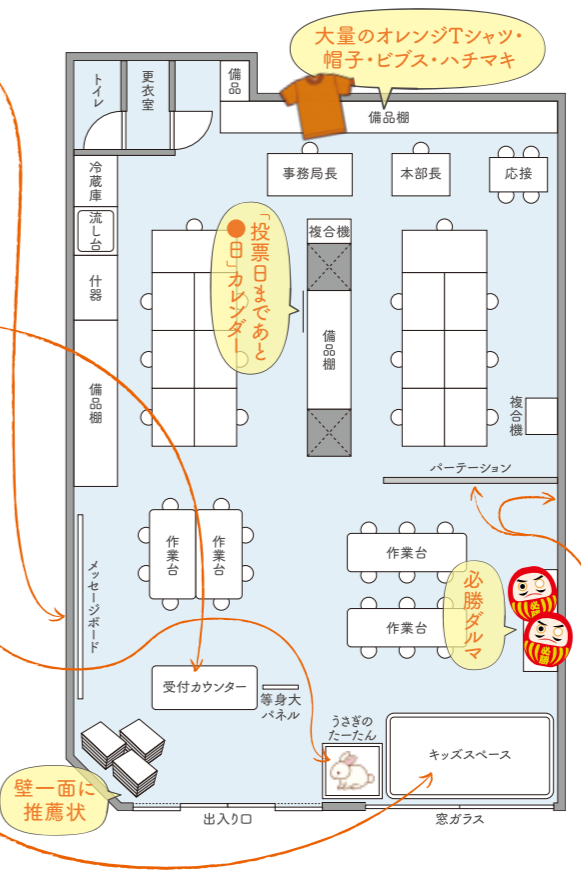 大量のオレンジTシャツ・
帽子・ビブス・ハチマキ
トイレ
更衣室
備品
備品棚
冷蔵庫
流し台
什器
備品棚
事務局長
本部長
応接
「投票日まであと
●日」カレンダー
複合機
備品棚
複合機
パーテーション
メッセージボード
作業台
作業台
作業台
作業台
必勝ダルマ
必勝
必勝
受付カウンター
等身大
パネル
うさぎの
たーたん
キッズスペース
壁一面に
推薦状
出入り口
窓ガラス